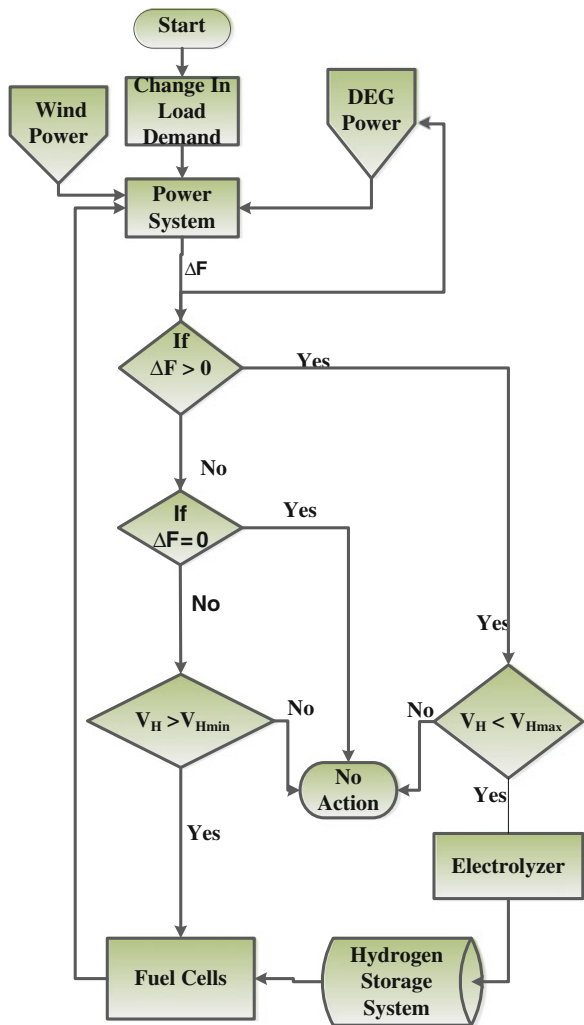 Start
Change In
Load
Demand
Wind
Power
DEG
Power
Power
System
ΔF
If
ΔF > 0
Yes
No
If
ΔF = 0
Yes
No
Yes
V_H > V_Hmin
No
No
V_H < V_Hmax
No
Action
Yes
Yes
Electrolyzer
Fuel Cells
Hydrogen
Storage
System